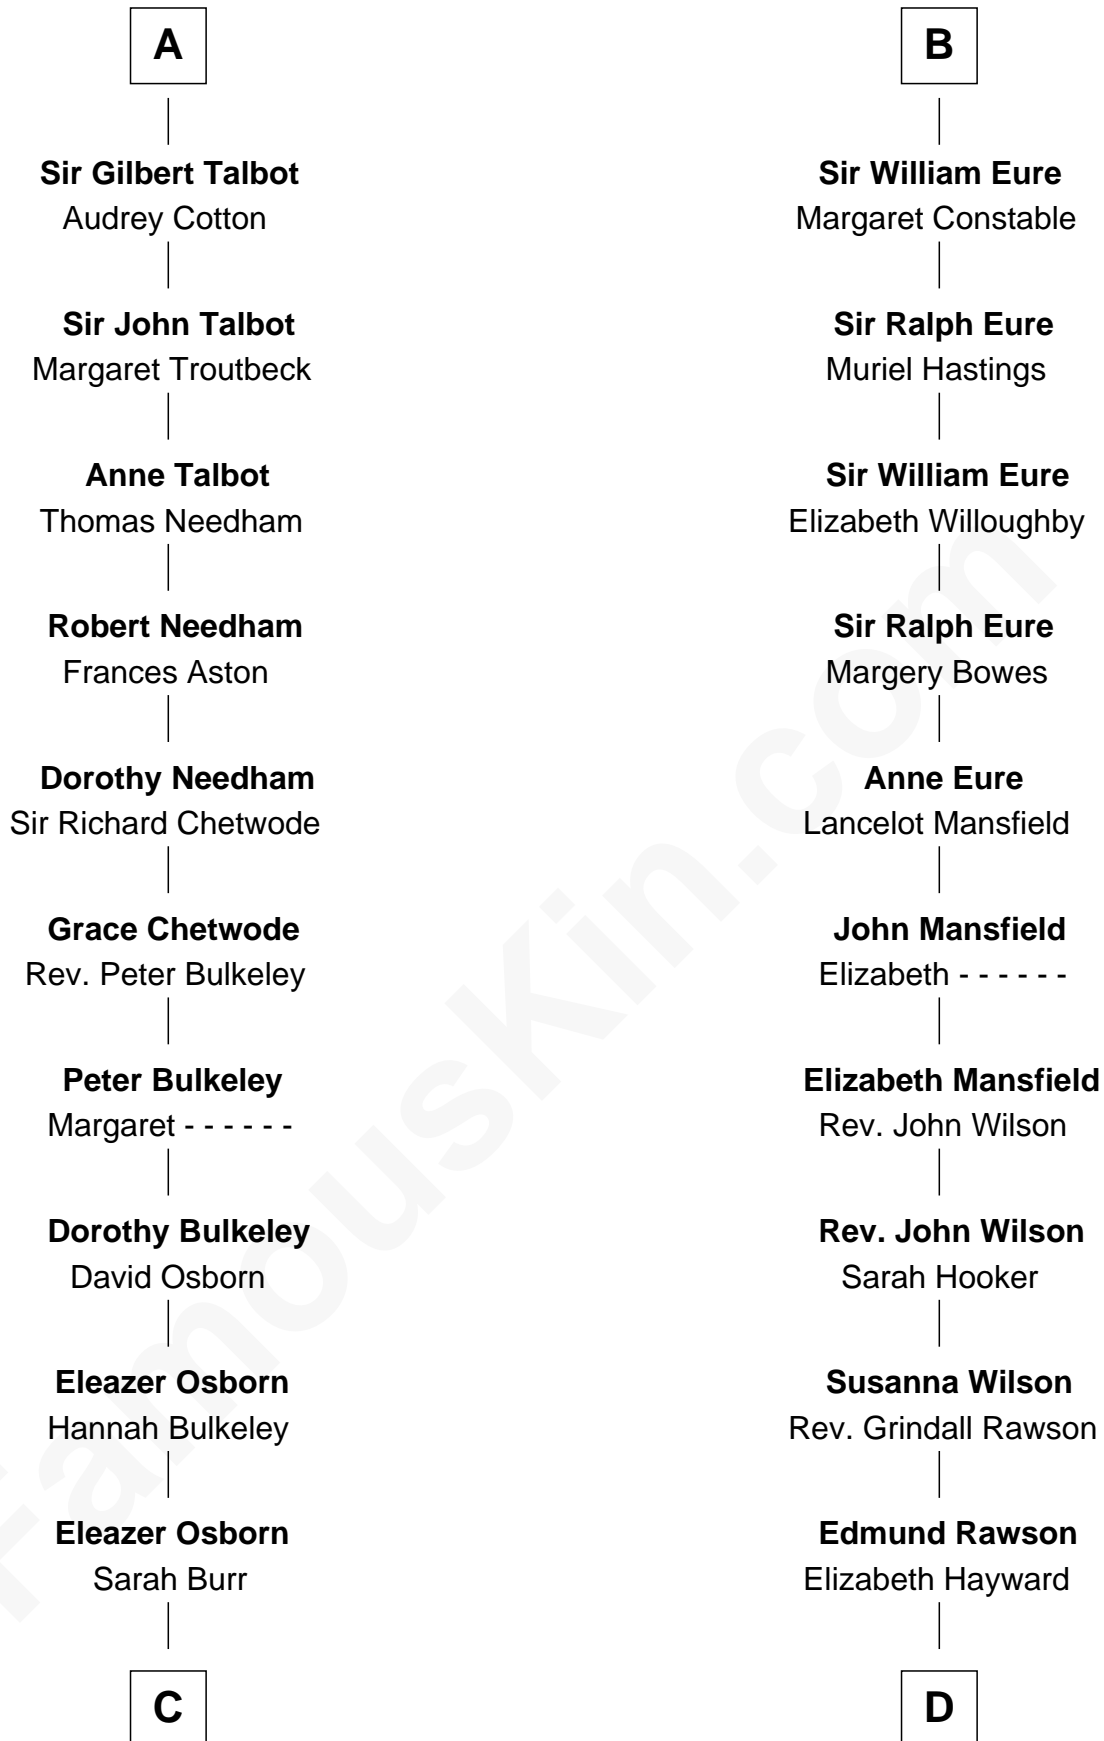 A
Sir Gilbert Talbot
Audrey Cotton
Sir John Talbot
Margaret Troutbeck
Anne Talbot
Thomas Needham
Robert Needham
Frances Aston
Dorothy Needham
Sir Richard Chetwode
Grace Chetwode
Rev. Peter Bulkeley
Peter Bulkeley
Margaret - - - - - -
Dorothy Bulkeley
David Osborn
Eleazer Osborn
Hannah Bulkeley
Eleazer Osborn
Sarah Burr
C
B
Sir William Eure
Margaret Constable
Sir Ralph Eure
Muriel Hastings
Sir William Eure
Elizabeth Willoughby
Sir Ralph Eure
Margery Bowes
Anne Eure
Lancelot Mansfield
John Mansfield
Elizabeth - - - - - -
Elizabeth Mansfield
Rev. John Wilson
Rev. John Wilson
Sarah Hooker
Susanna Wilson
Rev. Grindall Rawson
Edmund Rawson
Elizabeth Hayward
D
FamousKin.com